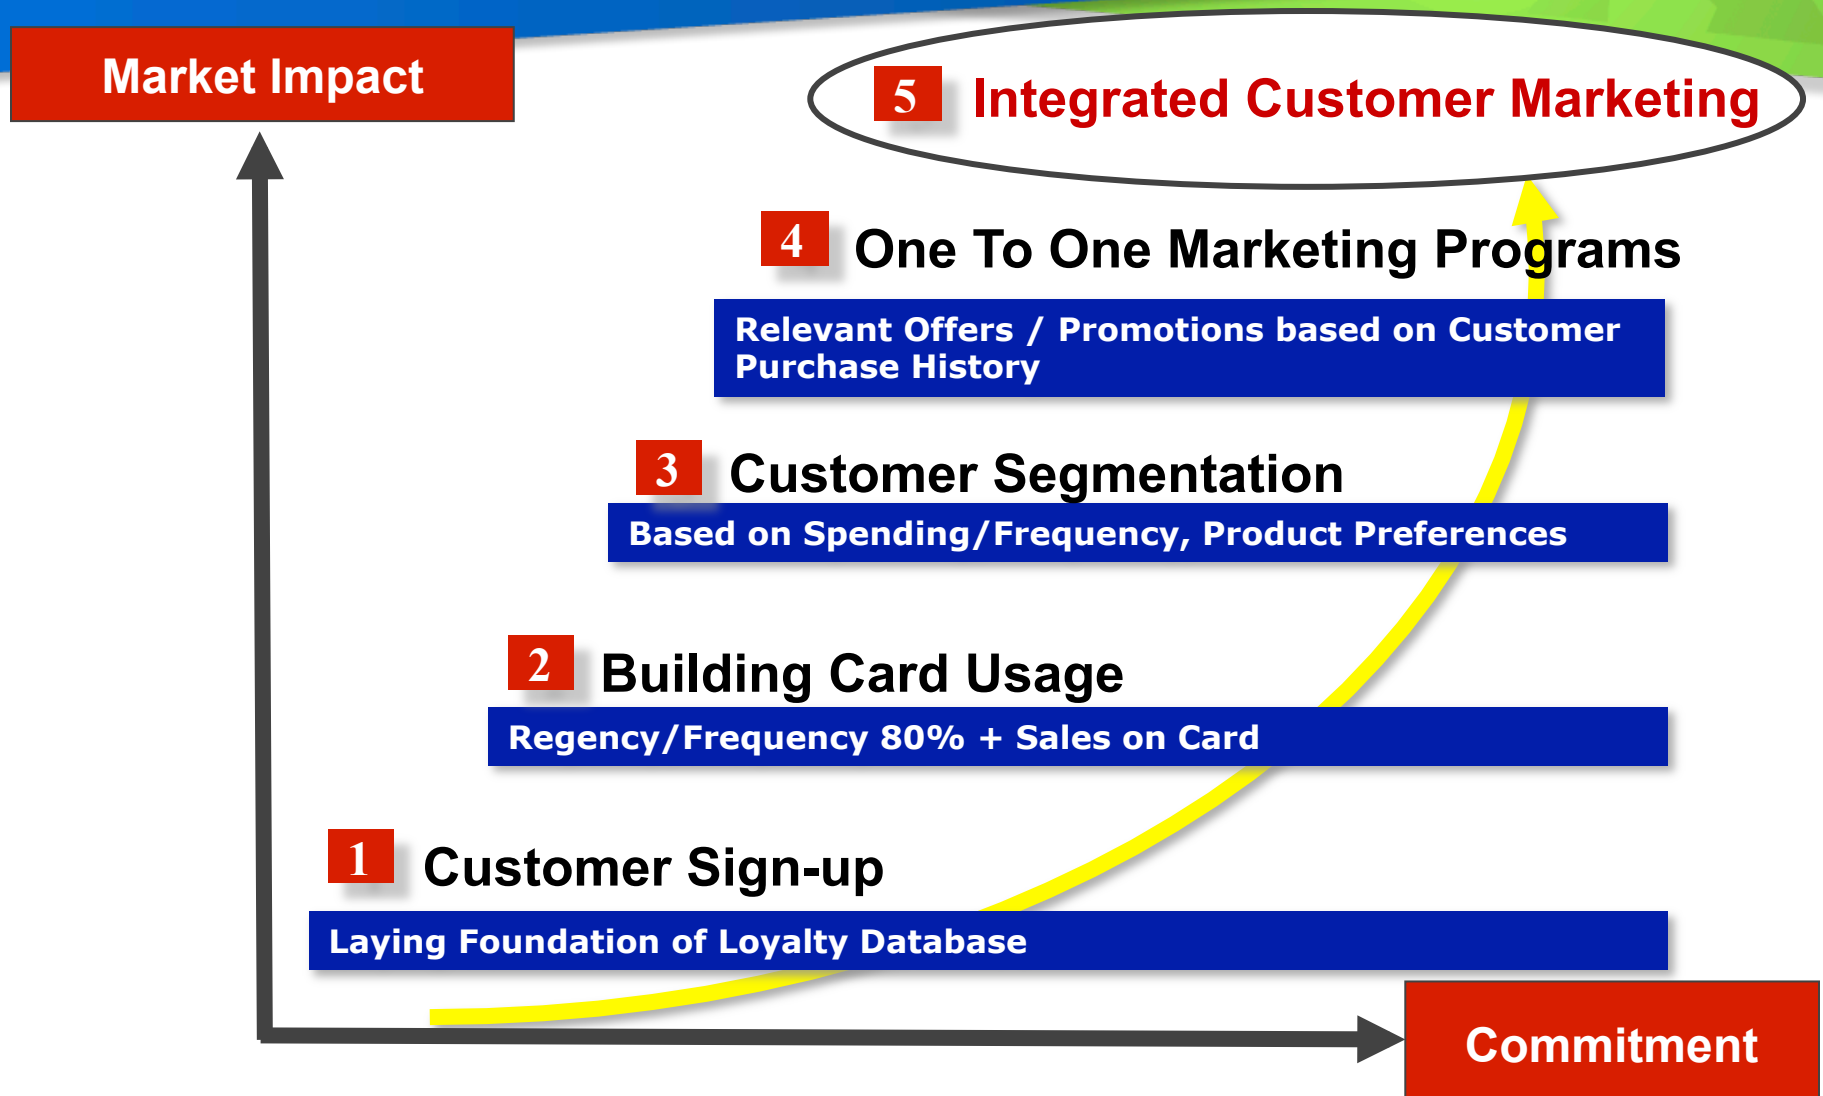 Market Impact
5 Integrated Customer Marketing
4 One To One Marketing Programs
Relevant Offers / Promotions based on Customer
Purchase History
3 Customer Segmentation
Based on Spending/Frequency, Product Preferences
2 Building Card Usage
Regency/Frequency 80% + Sales on Card
1 Customer Sign-up
Laying Foundation of Loyalty Database
Commitment